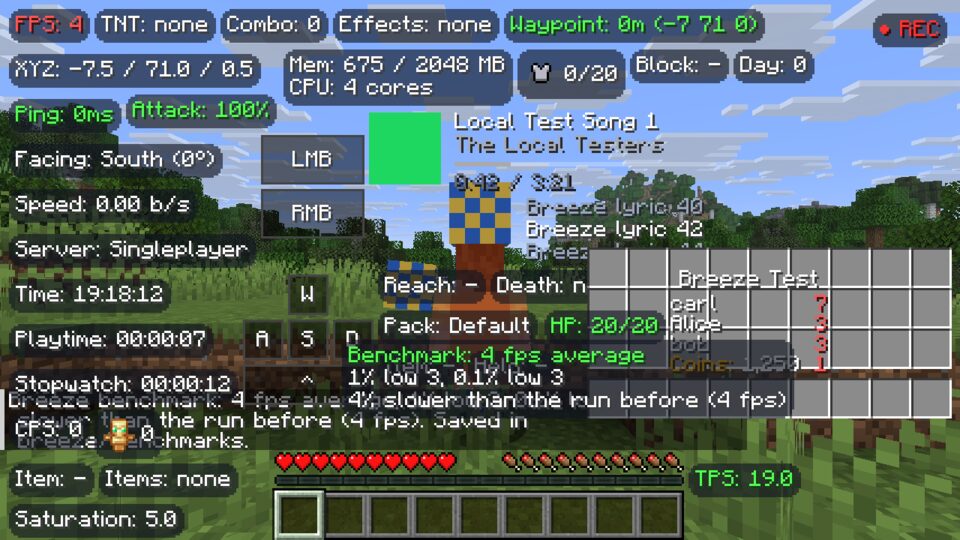 FPS: 4
TNT: none
Combo: 0
Effects: none
Waypoint: 0m (-7 71 0)
● REC
XYZ: -7.5 / 71.0 / 0.5
Mem: 675 / 2048 MB
CPU: 4 cores
0/20
Block: -
Day: 0
Ping: 0ms
Attack: 100%
Local Test Song 1
The Local Testers
Facing: South (0°)
LMB
0:42 / 3:21
Speed: 0.00 b/s
RMB
Breeze lyric 40
Breeze lyric 42
Breeze
Server: Singleplayer
Reach: -
Death: n
Breeze Test
Time: 19:18:12
W
carl 7
Pack: Default
HP: 20/20
Alice 3
Playtime: 00:00:07
A S D
bob 3
Benchmark: 4 fps average
Coins: 1,250 1
1% low 3, 0.1% low 3
Stopwatch: 00:00:12
^
4% slower than the run before (4 fps)
Breeze benchmark: 4 fps
slower than the run before (4 fps). Saved in
CPS: 0
0
benchmarks.
Item: -
Items: none
TPS: 19.0
Saturation: 5.0